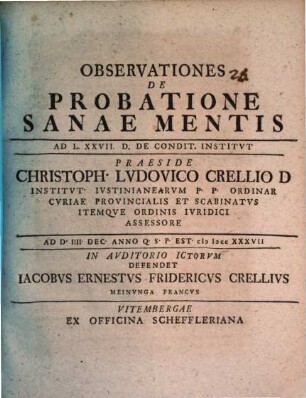 OBSERVATIONES
DE
PROBATIONE
SANAE MENTIS
AD L. XXVII. D. DE CONDIT. INSTITVT
PRAESIDE
CHRISTOPH· LVDOVICO CRELLIO D
INSTITVT· IVSTINIANEARVM P· P· ORDINAR
CVRIAE PROVINCIALIS ET SCABINATVS
ITEMQVE ORDINIS IVRIDICI
ASSESSORE
AD D· IIII DEC· ANNO Q· S· P· EST· cIɔ Iɔcc XXXVII
IN AVDITORIO ICTORVM
DEFENDET
IACOBVS ERNESTVS FRIDERICVS CRELLIVS
MEINVNGA FRANCVS
VITEMBERGAE
EX OFFICINA SCHEFFLERIANA